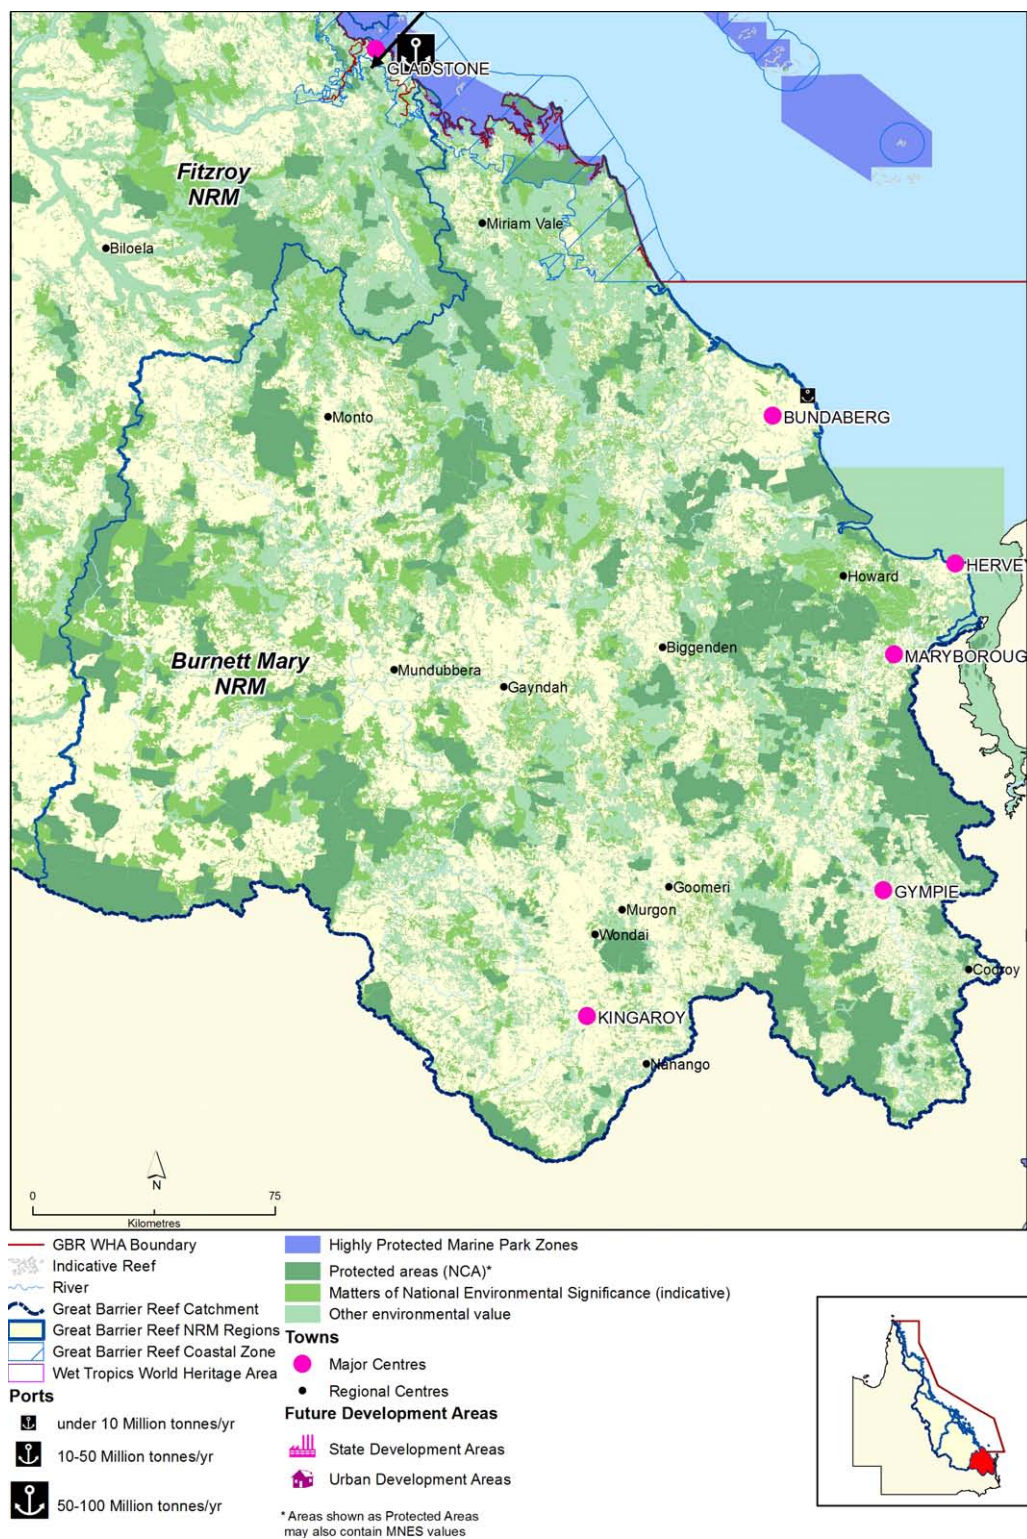 GLADSTONE
Fitzroy
NRM
Miriam Vale
Biloela
Monto
BUNDABERG
HERVEY
Howard
Biggenden
MARYBOROUG
Burnett Mary
NRM
Mundubbera
Gayndah
Goomeri
GYMPIE
Murgon
Wondai
Cooroy
KINGAROY
Nanango
N
0 75
Kilometres
GBR WHA Boundary
Indicative Reef
River
Great Barrier Reef Catchment
Great Barrier Reef NRM Regions
Great Barrier Reef Coastal Zone
Wet Tropics World Heritage Area
Ports
under 10 Million tonnes/yr
10-50 Million tonnes/yr
50-100 Million tonnes/yr
Highly Protected Marine Park Zones
Protected areas (NCA)*
Matters of National Environmental Significance (indicative)
Other environmental value
Towns
Major Centres
Regional Centres
Future Development Areas
State Development Areas
Urban Development Areas
* Areas shown as Protected Areas
may also contain MNES values